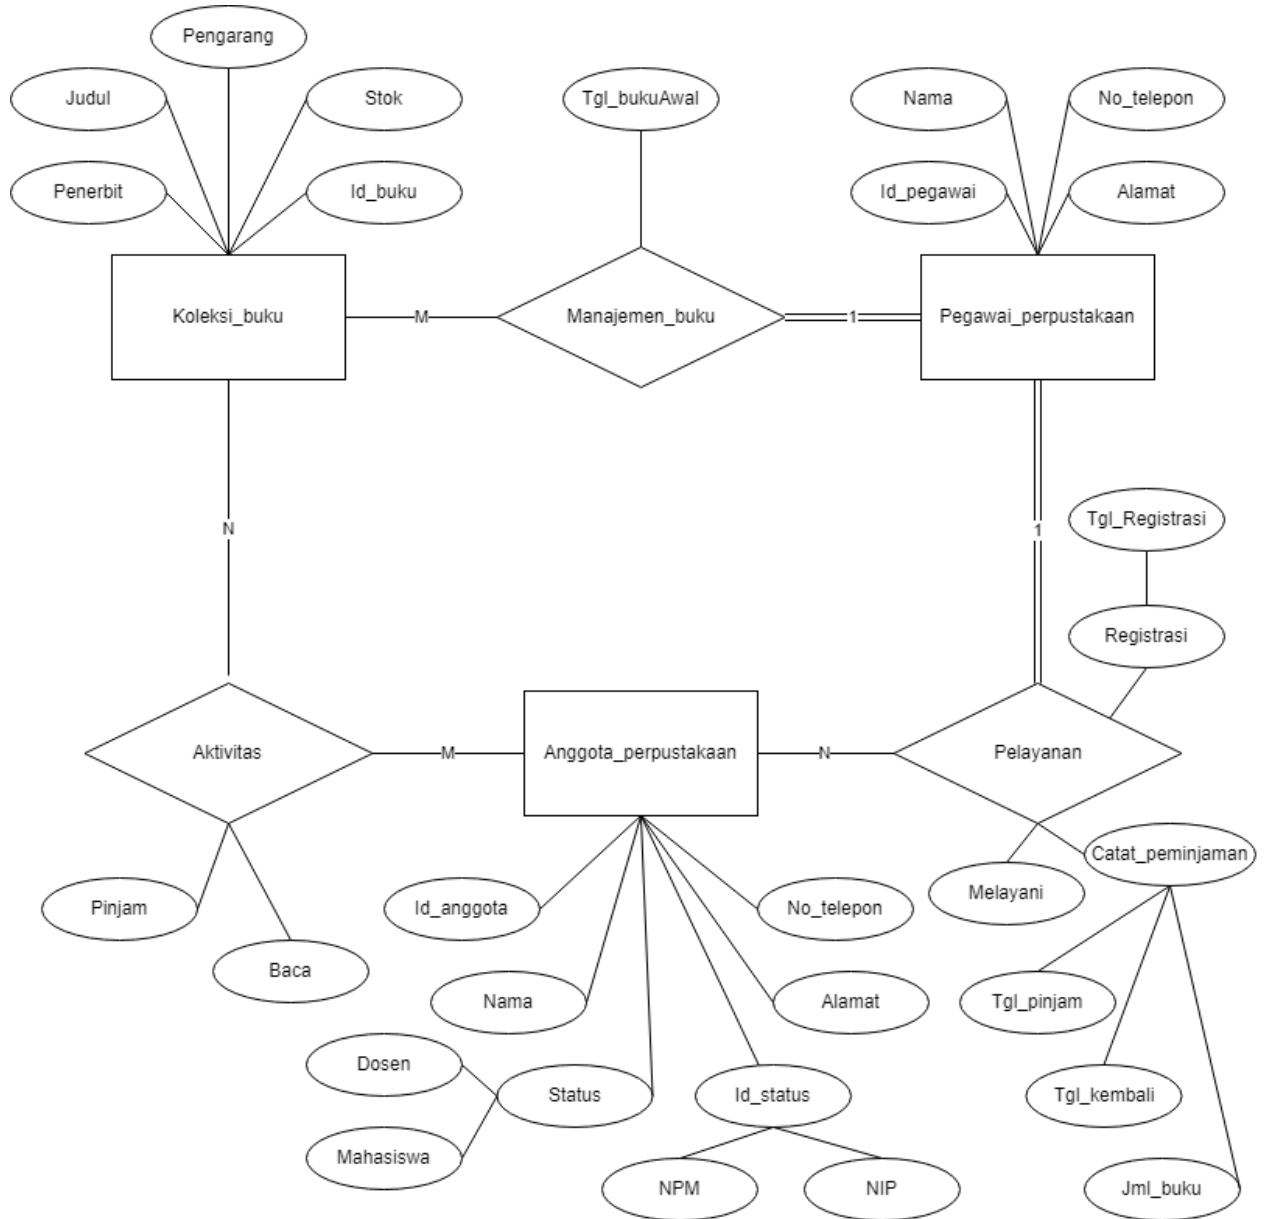 Pengarang
Judul
Stok
Tgl_bukuAwal
Nama
No_telepon
Penerbit
Id_buku
Id_pegawai
Alamat
Koleksi_buku
M
Manajemen_buku
1
Pegawai_perpustakaan
N
1
Tgl_Registrasi
Registrasi
Aktivitas
M
Anggota_perpustakaan
N
Pelayanan
Catat_peminjaman
Melayani
Pinjam
Id_anggota
No_telepon
Baca
Nama
Alamat
Tgl_pinjam
Dosen
Status
Id_status
Tgl_kembali
Mahasiswa
NPM
NIP
Jml_buku